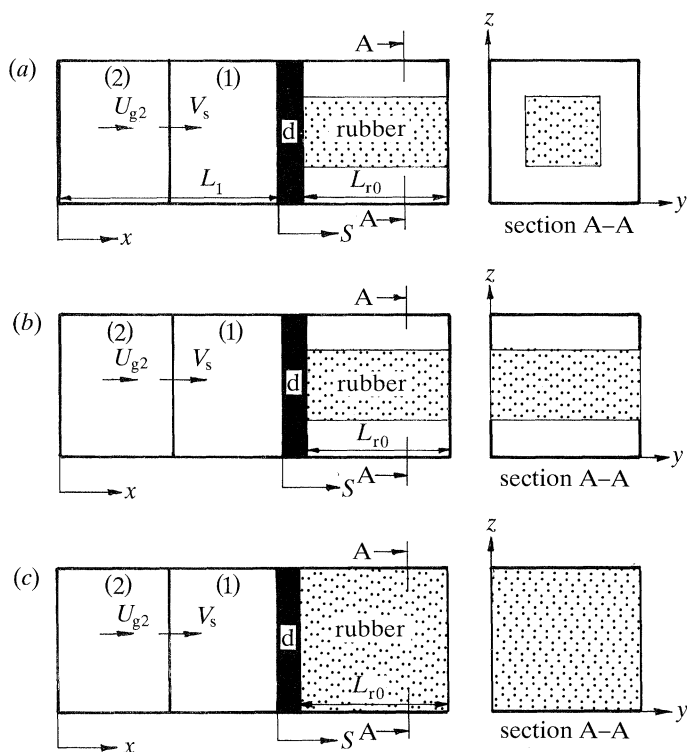 A
z
(a)
(2)
(1)
U_g2
V_s
d
rubber
L_1
L_r0
A
x
S
y
section A–A
A
z
(b)
(2)
(1)
U_g2
V_s
d
rubber
L_r0
x
S
A
y
section A–A
A
z
(c)
(2)
(1)
U_g2
V_s
d
rubber
L_r0
x
S
A
y
section A–A